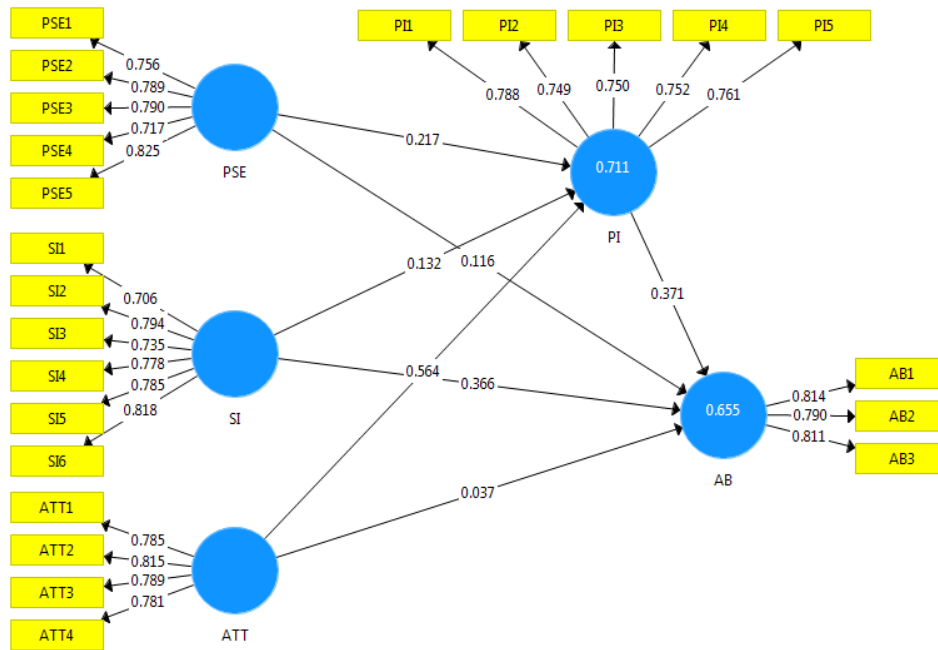 PSE1
PSE2
PSE3
PSE4
PSE5
0.756
0.789
0.790
0.717
0.825
PSE
SI1
SI2
SI3
SI4
SI5
SI6
0.706
0.794
0.735
0.778
0.785
0.818
SI
ATT1
ATT2
ATT3
ATT4
0.785
0.815
0.789
0.781
ATT
PI1
PI2
PI3
PI4
PI5
0.788
0.749
0.750
0.752
0.761
0.711
PI
0.217
0.132
0.116
0.564
0.366
0.037
0.371
0.655
AB
0.814
0.790
0.811
AB1
AB2
AB3